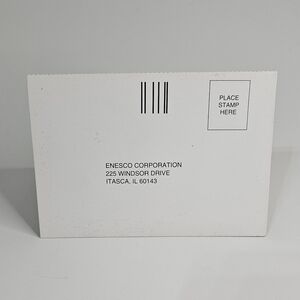 PLACE
STAMP
HERE
ENESCO CORPORATION
225 WINDSOR DRIVE
ITASCA, IL 60143